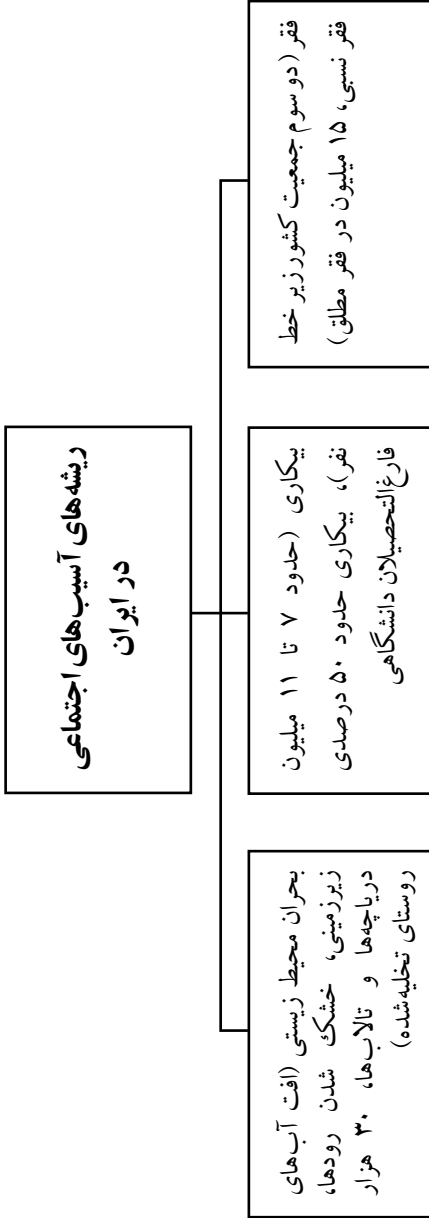 ریشه‌های آسیب‌های اجتماعی
در ایران
فقر (دو سوم جمعیت کشور زیر خط
فقر نسبی، ۱۵ میلیون در فقر مطلق)
بیکاری (حدود ۷ تا ۱۱ میلیون
نفر)، بیکاری حدود ۵۰ درصدی
فارغ‌التحصیلان دانشگاهی
بحران محیط زیستی (افت آب‌های
زیرزمینی، خشک شدن رودها،
دریاچه‌ها و تالاب‌ها، ۳۰ هزار
روستای تخلیه‌شده)